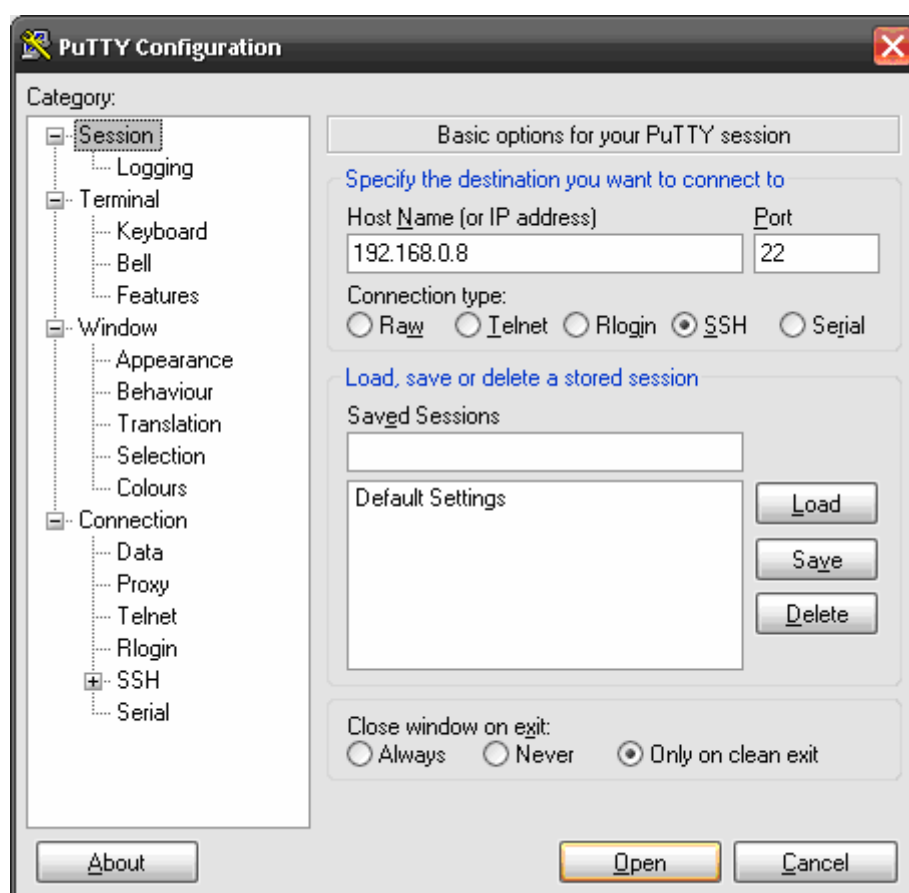 PuTTY Configuration
Category:
Session
Logging
Terminal
Keyboard
Bell
Features
Window
Appearance
Behaviour
Translation
Selection
Colours
Connection
Data
Proxy
Telnet
Rlogin
SSH
Serial
Basic options for your PuTTY session
Specify the destination you want to connect to
Host Name (or IP address) Port
192.168.0.8 22
Connection type:
Raw Telnet Rlogin SSH Serial
Load, save or delete a stored session
Saved Sessions
Default Settings
Load
Save
Delete
Close window on exit:
Always Never Only on clean exit
About Open Cancel